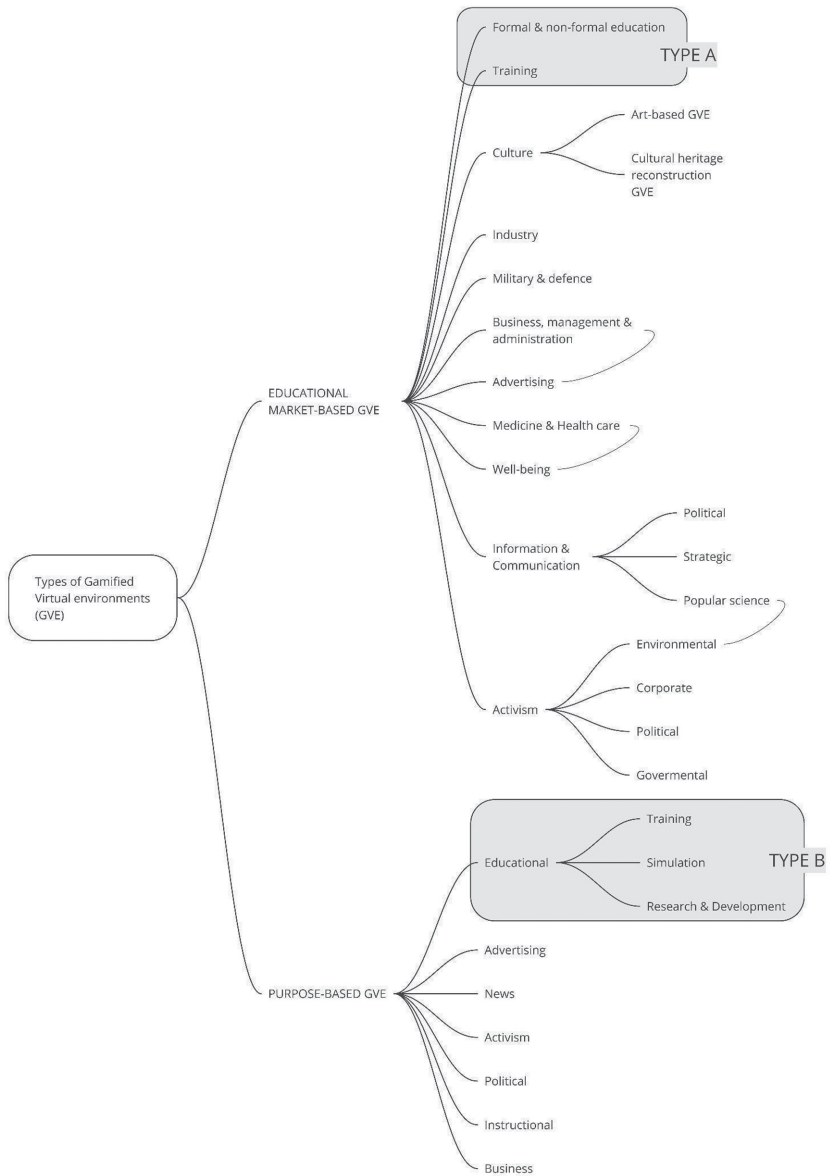 Formal & non-formal education
TYPE A
Training
Art-based GVE
Culture
Cultural heritage
reconstruction
GVE
Industry
Military & defence
Business, management &
administration
Advertising
EDUCATIONAL
MARKET-BASED GVE
Medicine & Health care
Well-being
Political
Information &
Communication
Strategic
Types of Gamified
Virtual environments
(GVE)
Popular science
Environmental
Corporate
Activism
Political
Govermental
Training
Educational
Simulation
TYPE B
Research & Development
Advertising
PURPOSE-BASED GVE
News
Activism
Political
Instructional
Business